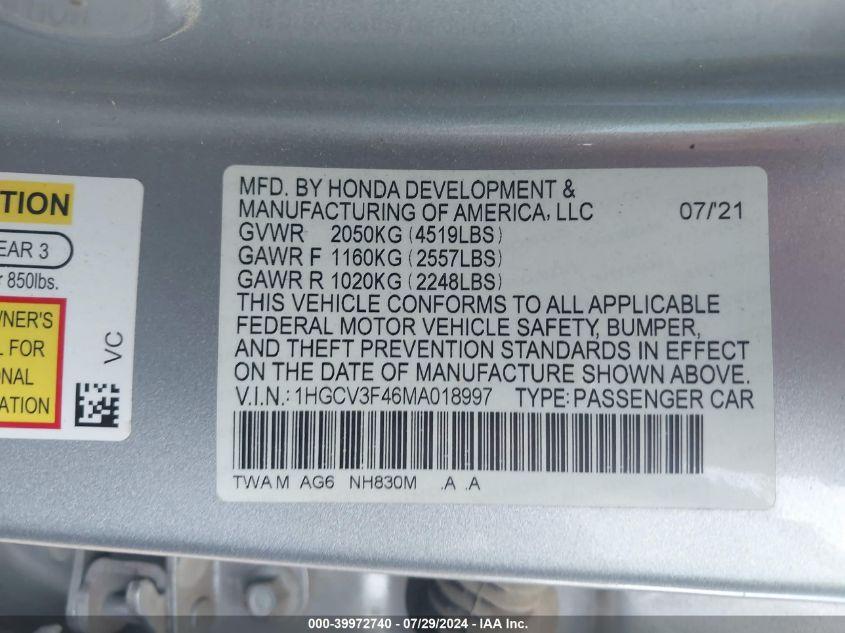 TION
EAR 3
850lbs.
NER'S
L FOR
ONAL
ATION
VC
MFD. BY HONDA DEVELOPMENT &
MANUFACTURING OF AMERICA, LLC 07/'21
GVWR 2050KG (4519LBS)
GAWR F 1160KG (2557LBS)
GAWR R 1020KG (2248LBS)
THIS VEHICLE CONFORMS TO ALL APPLICABLE
FEDERAL MOTOR VEHICLE SAFETY, BUMPER,
AND THEFT PREVENTION STANDARDS IN EFFECT
ON THE DATE OF MANUFACTURE SHOWN ABOVE.
V.I.N.: 1HGCV3F46MA018997 TYPE: PASSENGER CAR
TWA M AG6 NH830M .A .A
000-39972740 - 07/29/2024 - IAA Inc.